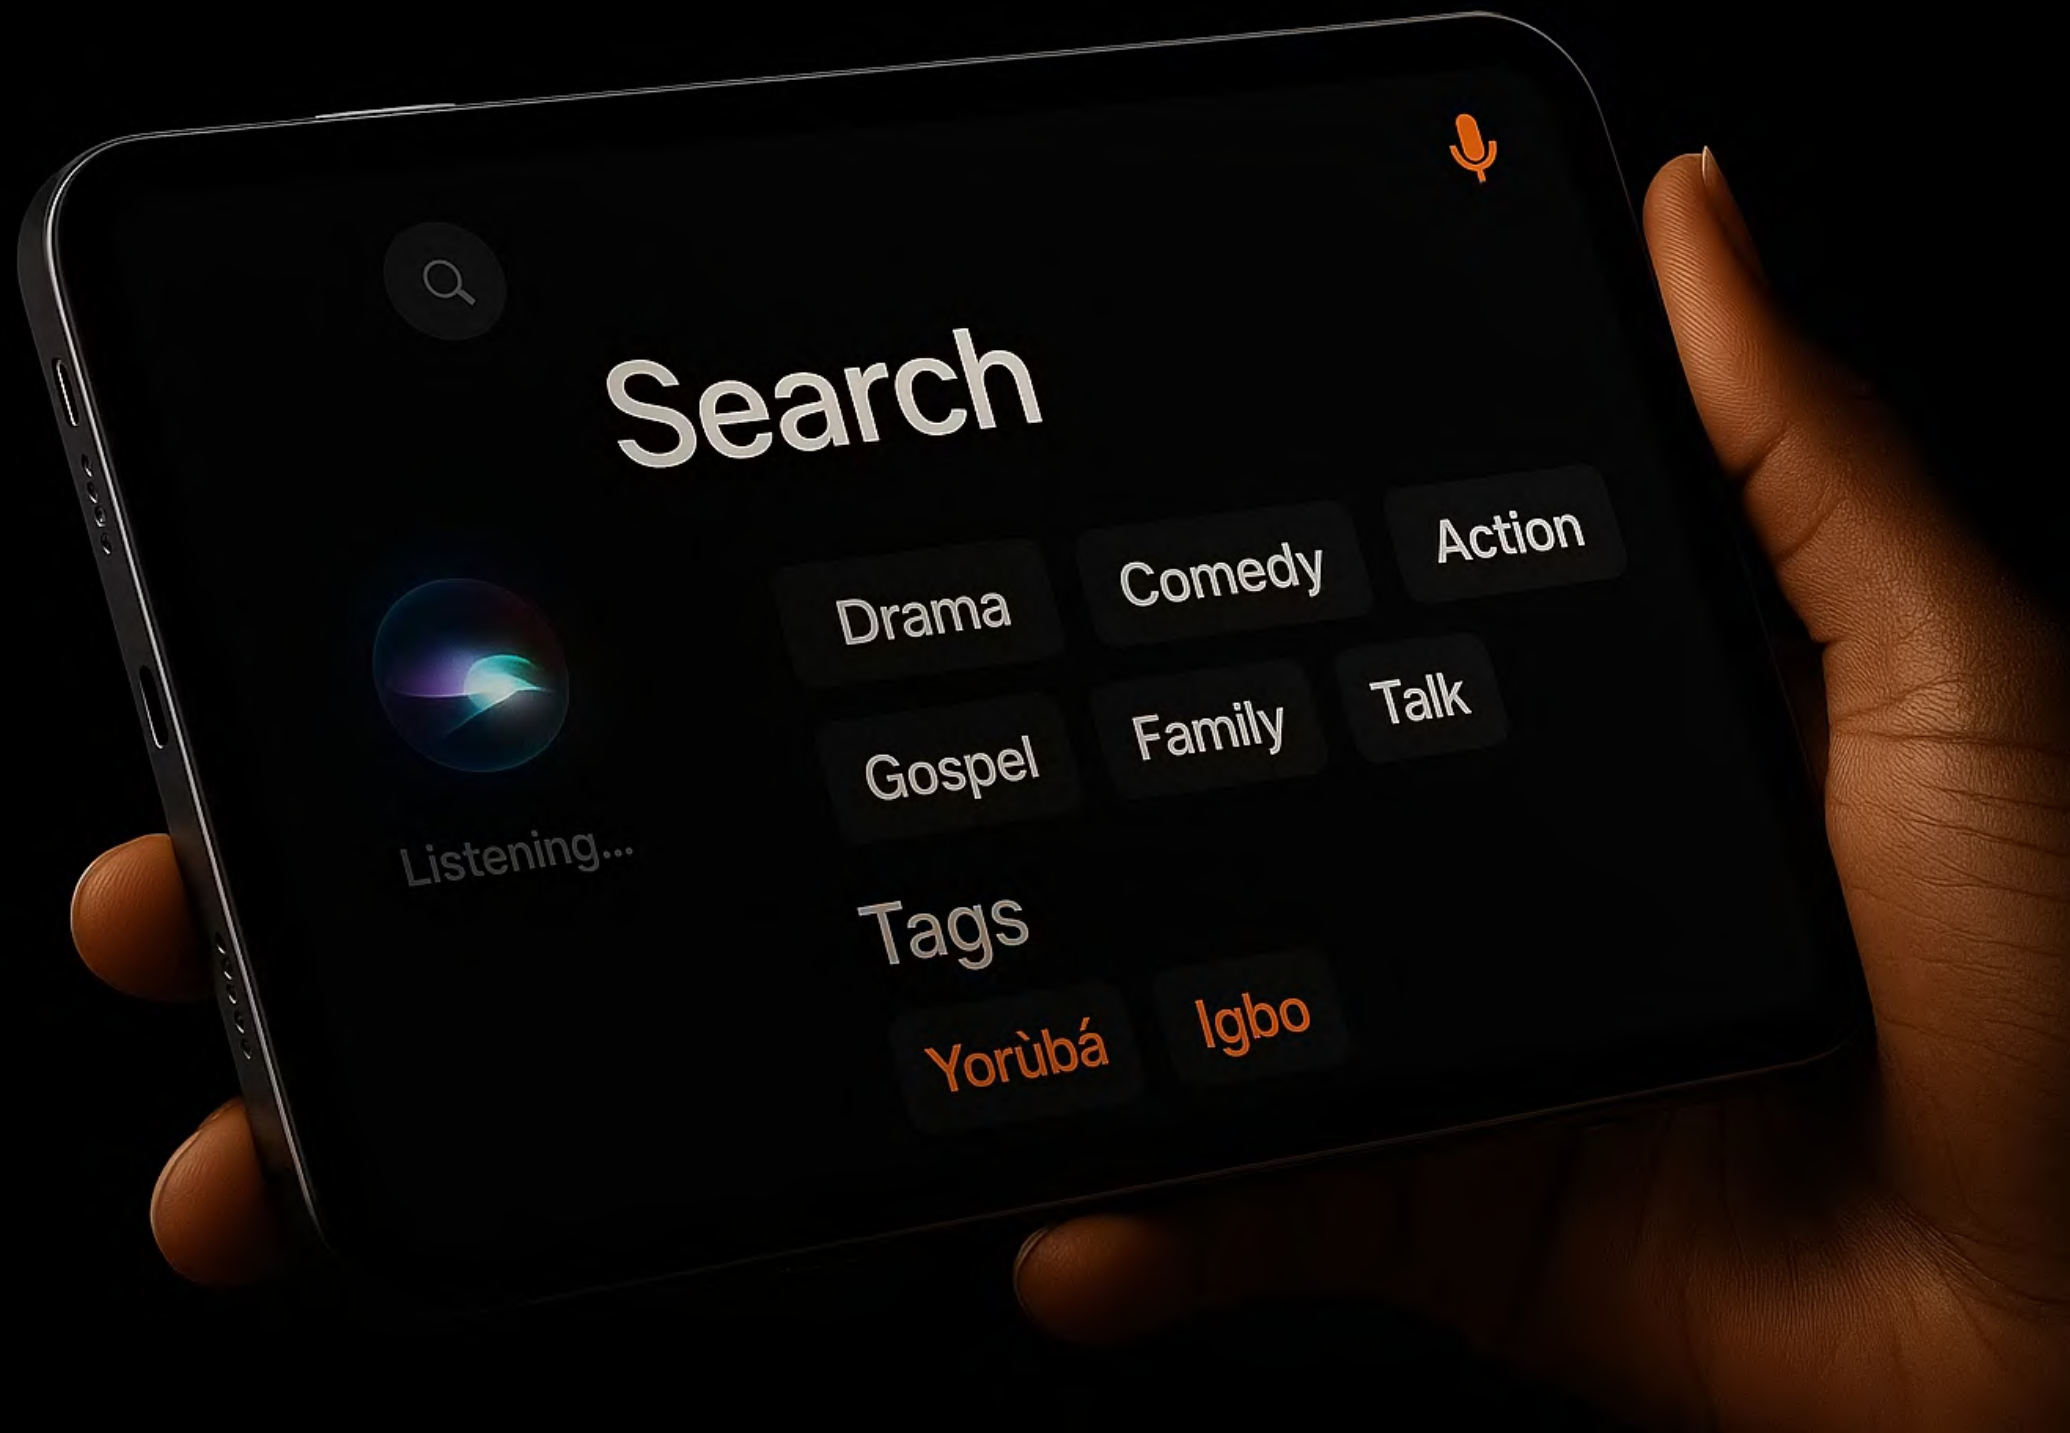 Search
Drama Comedy Action
Gospel Family Talk
Listening...
Tags
Yorùbá Igbo